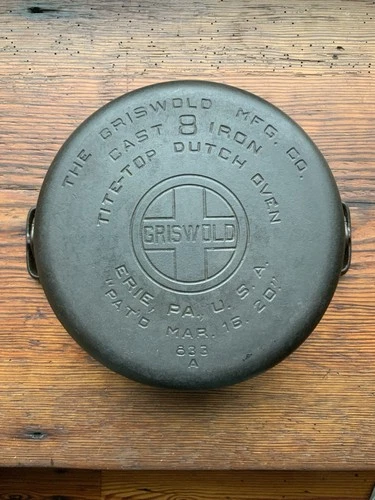 THE GRISWOLD MFG. CO.
CAST 8 IRON
TITE-TOP DUTCH OVEN
GRISWOLD
ERIE, PA., U. S. A.
"PAT'D MAR. 16. 20."
833
A